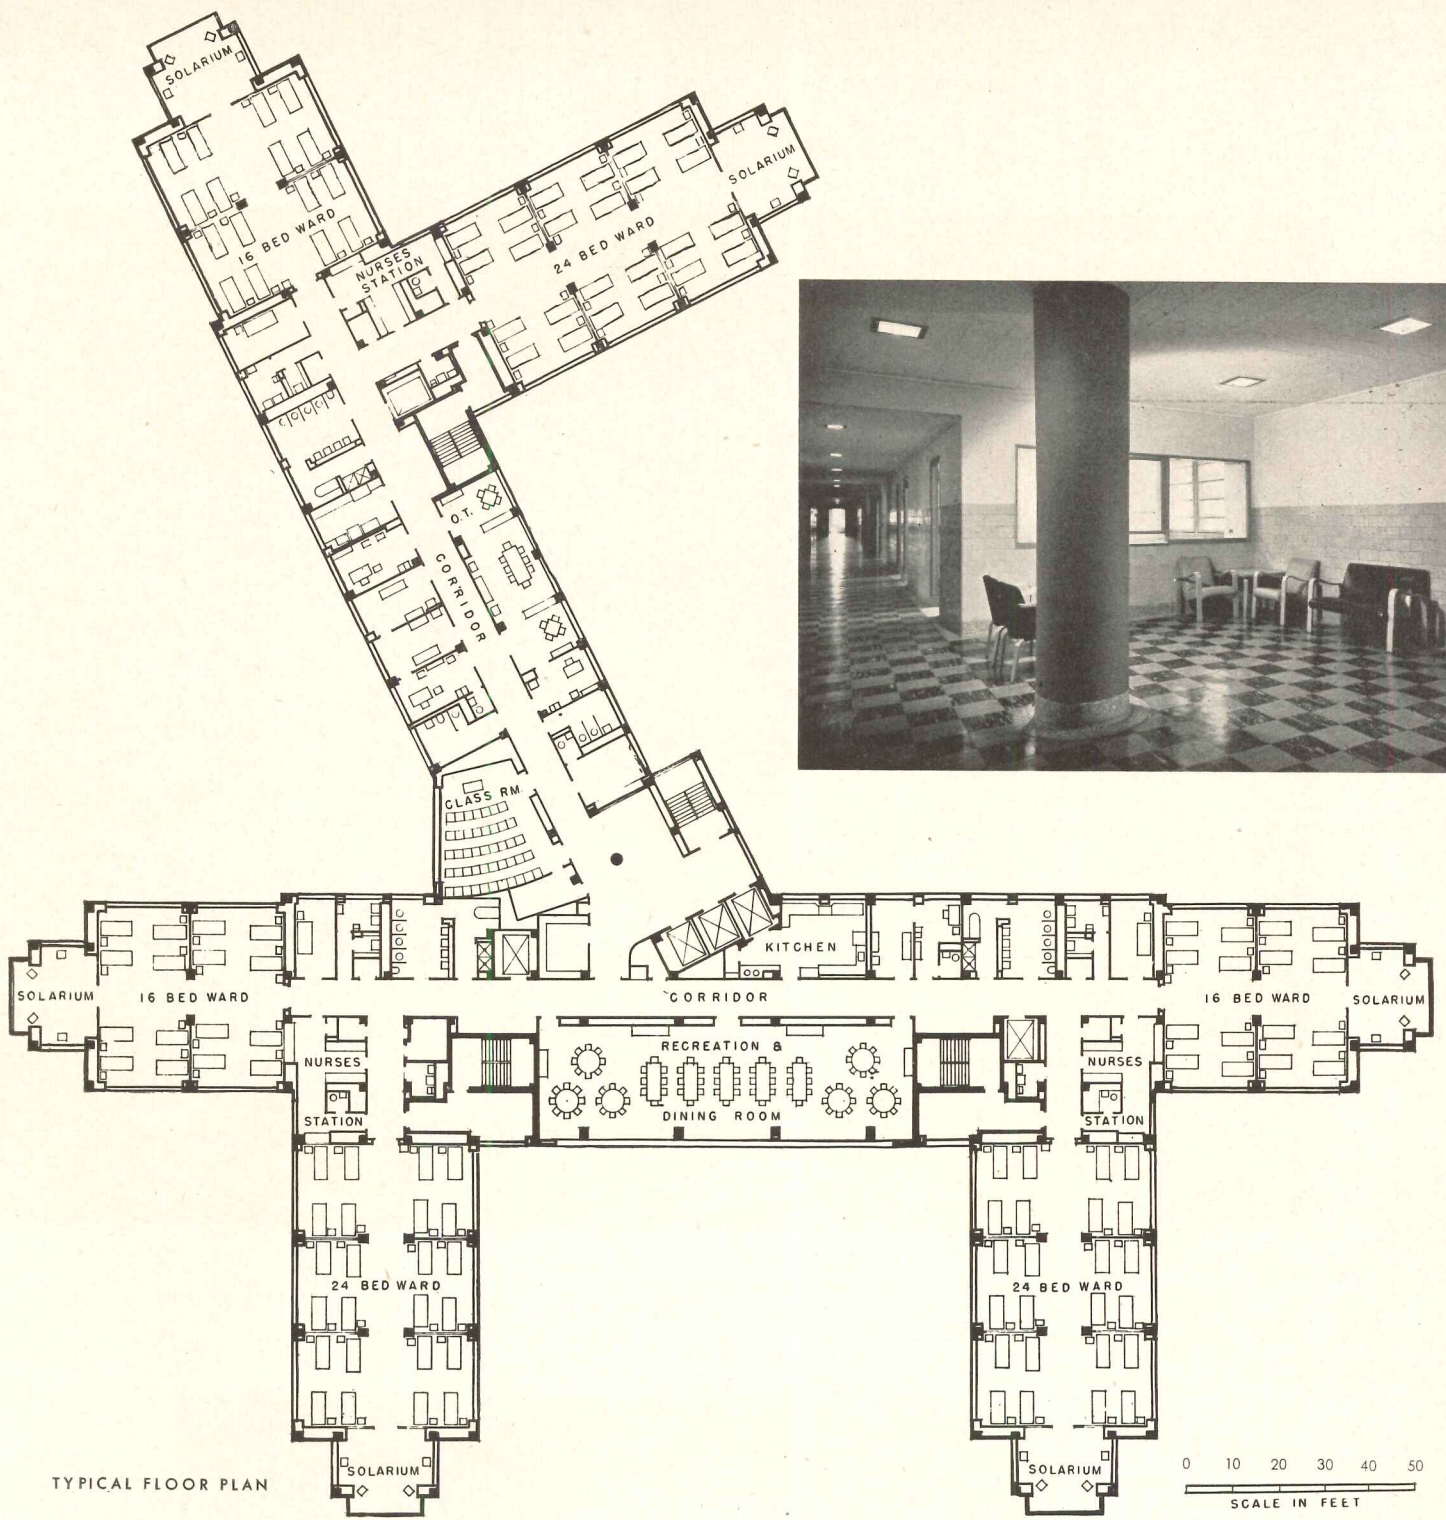 SOLARIUM
16 BED WARD
NURSES
STATION
24 BED WARD
SOLARIUM
O.T.
CORRIDOR
CLASS RM.
KITCHEN
CORRIDOR
SOLARIUM
16 BED WARD
16 BED WARD
SOLARIUM
RECREATION &
DINING ROOM
NURSES
STATION
NURSES
STATION
24 BED WARD
24 BED WARD
SOLARIUM
SOLARIUM
TYPICAL FLOOR PLAN
0 10 20 30 40 50
SCALE IN FEET